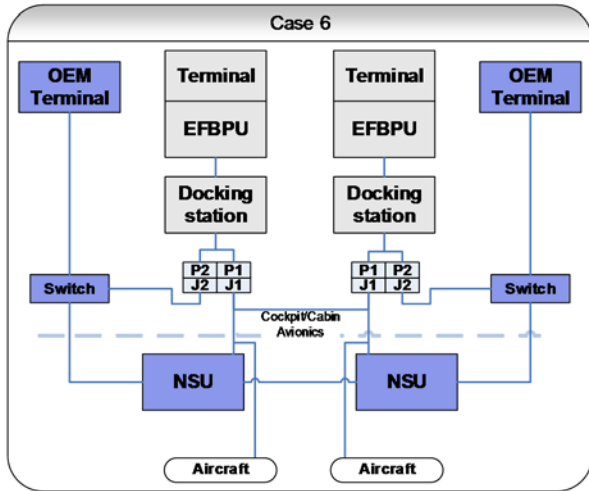 Case 6
OEM
Terminal
Terminal
EFBPU
Docking
station
P2 P1
J2 J1
Switch
Terminal
EFBPU
Docking
station
P1 P2
J1 J2
OEM
Terminal
Switch
Cockpit/Cabin
Avionics
NSU
NSU
Aircraft
Aircraft